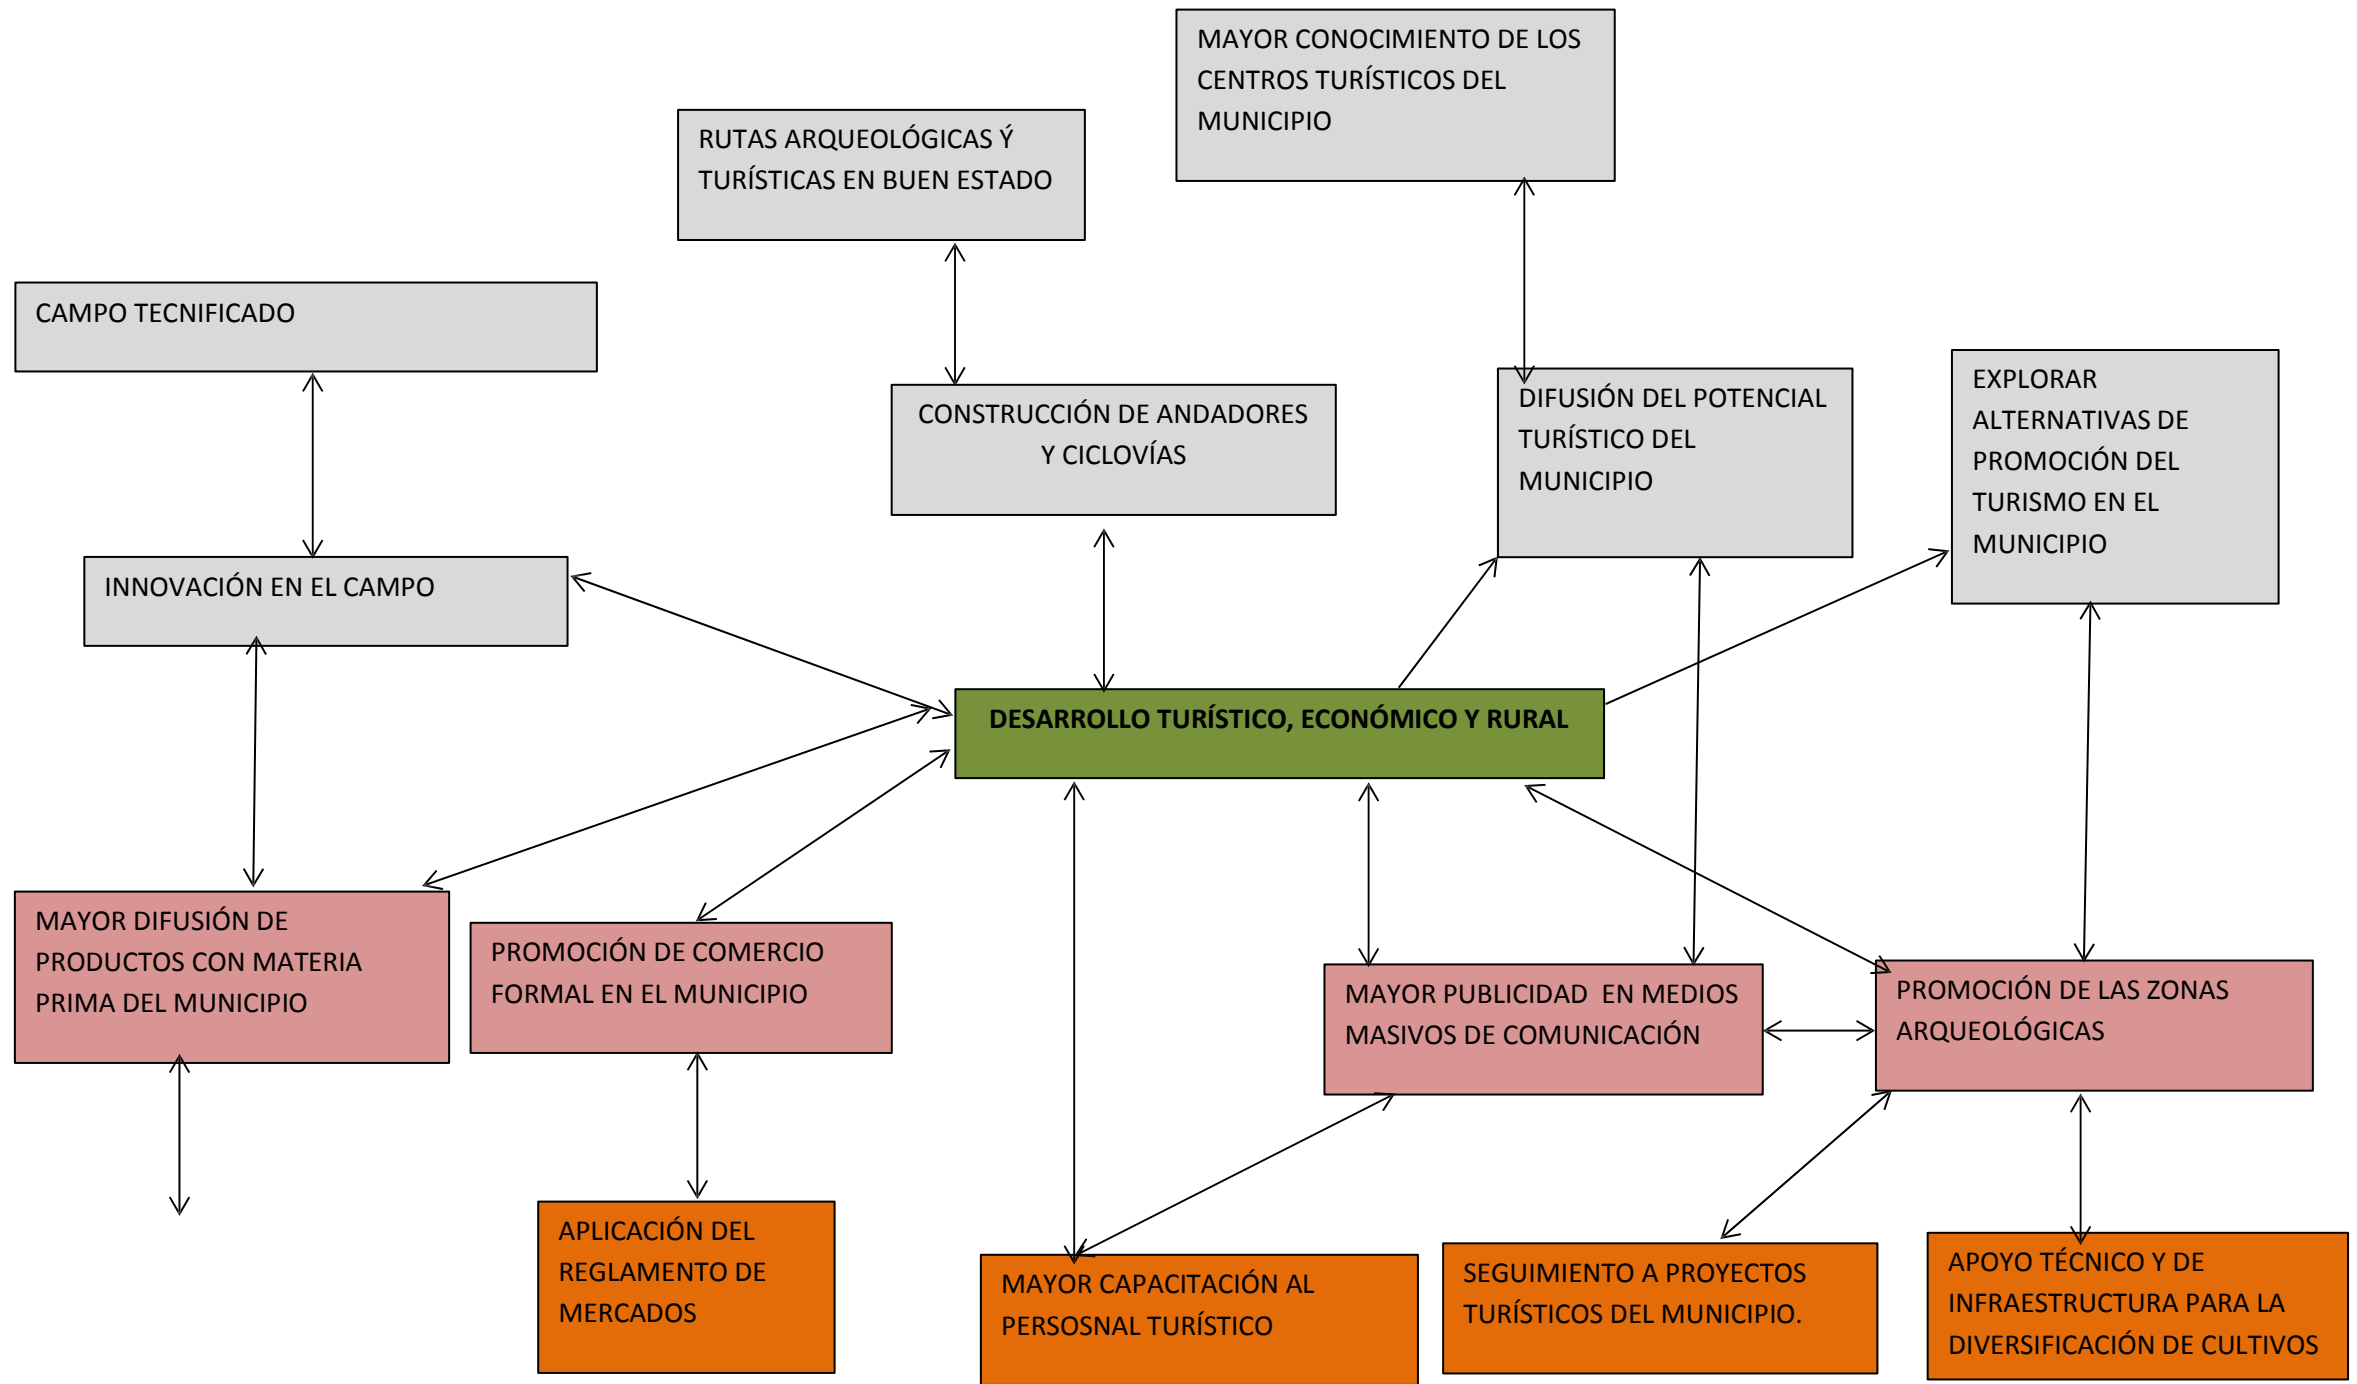 MAYOR CONOCIMIENTO DE LOS
CENTROS TURÍSTICOS DEL
MUNICIPIO
RUTAS ARQUEOLÓGICAS Ý
TURÍSTICAS EN BUEN ESTADO
CAMPO TECNIFICADO
CONSTRUCCIÓN DE ANDADORES
Y CICLOVÍAS
DIFUSIÓN DEL POTENCIAL
TURÍSTICO DEL
MUNICIPIO
EXPLORAR
ALTERNATIVAS DE
PROMOCIÓN DEL
TURISMO EN EL
MUNICIPIO
INNOVACIÓN EN EL CAMPO
DESARROLLO TURÍSTICO, ECONÓMICO Y RURAL
MAYOR DIFUSIÓN DE
PRODUCTOS CON MATERIA
PRIMA DEL MUNICIPIO
PROMOCIÓN DE COMERCIO
FORMAL EN EL MUNICIPIO
MAYOR PUBLICIDAD  EN MEDIOS
MASIVOS DE COMUNICACIÓN
PROMOCIÓN DE LAS ZONAS
ARQUEOLÓGICAS
APLICACIÓN DEL
REGLAMENTO DE
MERCADOS
MAYOR CAPACITACIÓN AL
PERSOSNAL TURÍSTICO
SEGUIMIENTO A PROYECTOS
TURÍSTICOS DEL MUNICIPIO.
APOYO TÉCNICO Y DE
INFRAESTRUCTURA PARA LA
DIVERSIFICACIÓN DE CULTIVOS